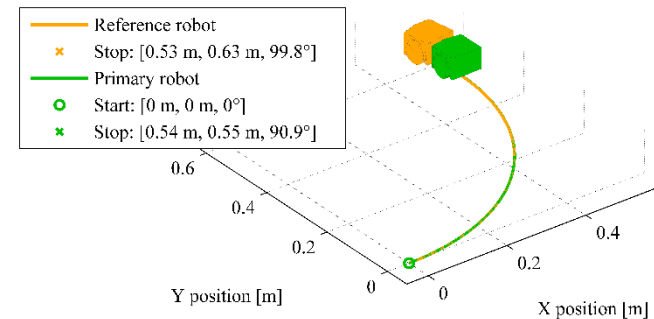 Reference robot
Stop: [0.53 m, 0.63 m, 99.8°]
Primary robot
Start: [0 m, 0 m, 0°]
Stop: [0.54 m, 0.55 m, 90.9°]
0.6
0.4
0.2
0
Y position [m]
0
0.2
0.4
X position [m]